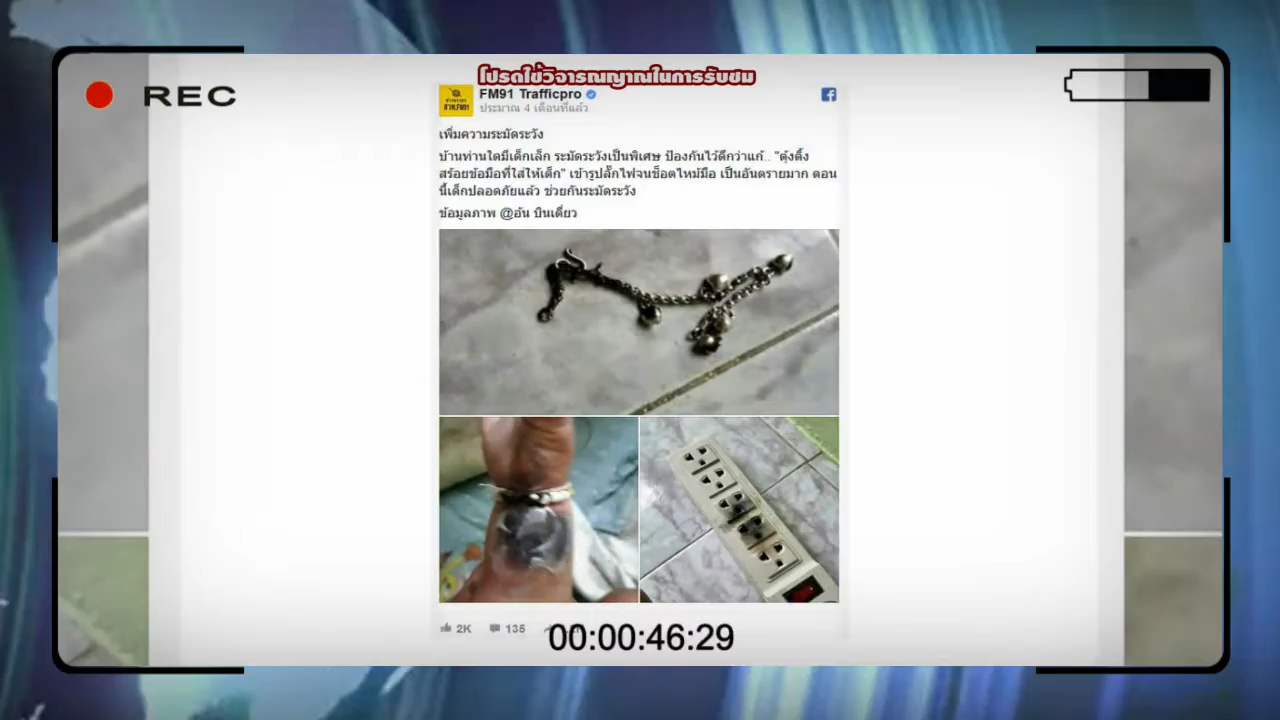 โปรดใช้วิจารณญาณในการรับชม
REC
FM91 Trafficpro
ประมาณ 4 เดือนที่แล้ว
เพิ่มความระมัดระวัง
บ้านท่านใดมีเด็กเล็ก ระมัดระวังเป็นพิเศษ ป้องกันไว้ดีกว่าแก้.. "ตุ้งติ้ง
สร้อยข้อมือที่ใส่ให้เด็ก" เข้ารูปลั๊กไฟจนช็อตไหม้มือ เป็นอันตรายมาก ตอน
นี้เด็กปลอดภัยแล้ว ช่วยกันระมัดระวัง
ข้อมูลภาพ @อ้น บินเดี่ยว
2K 135
00:00:46:29